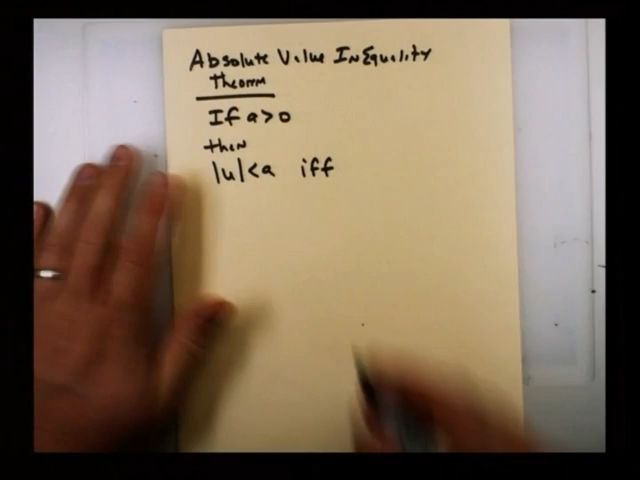 Absolute Value InEquality
Theorem
If a>0
then
|u|<a iff